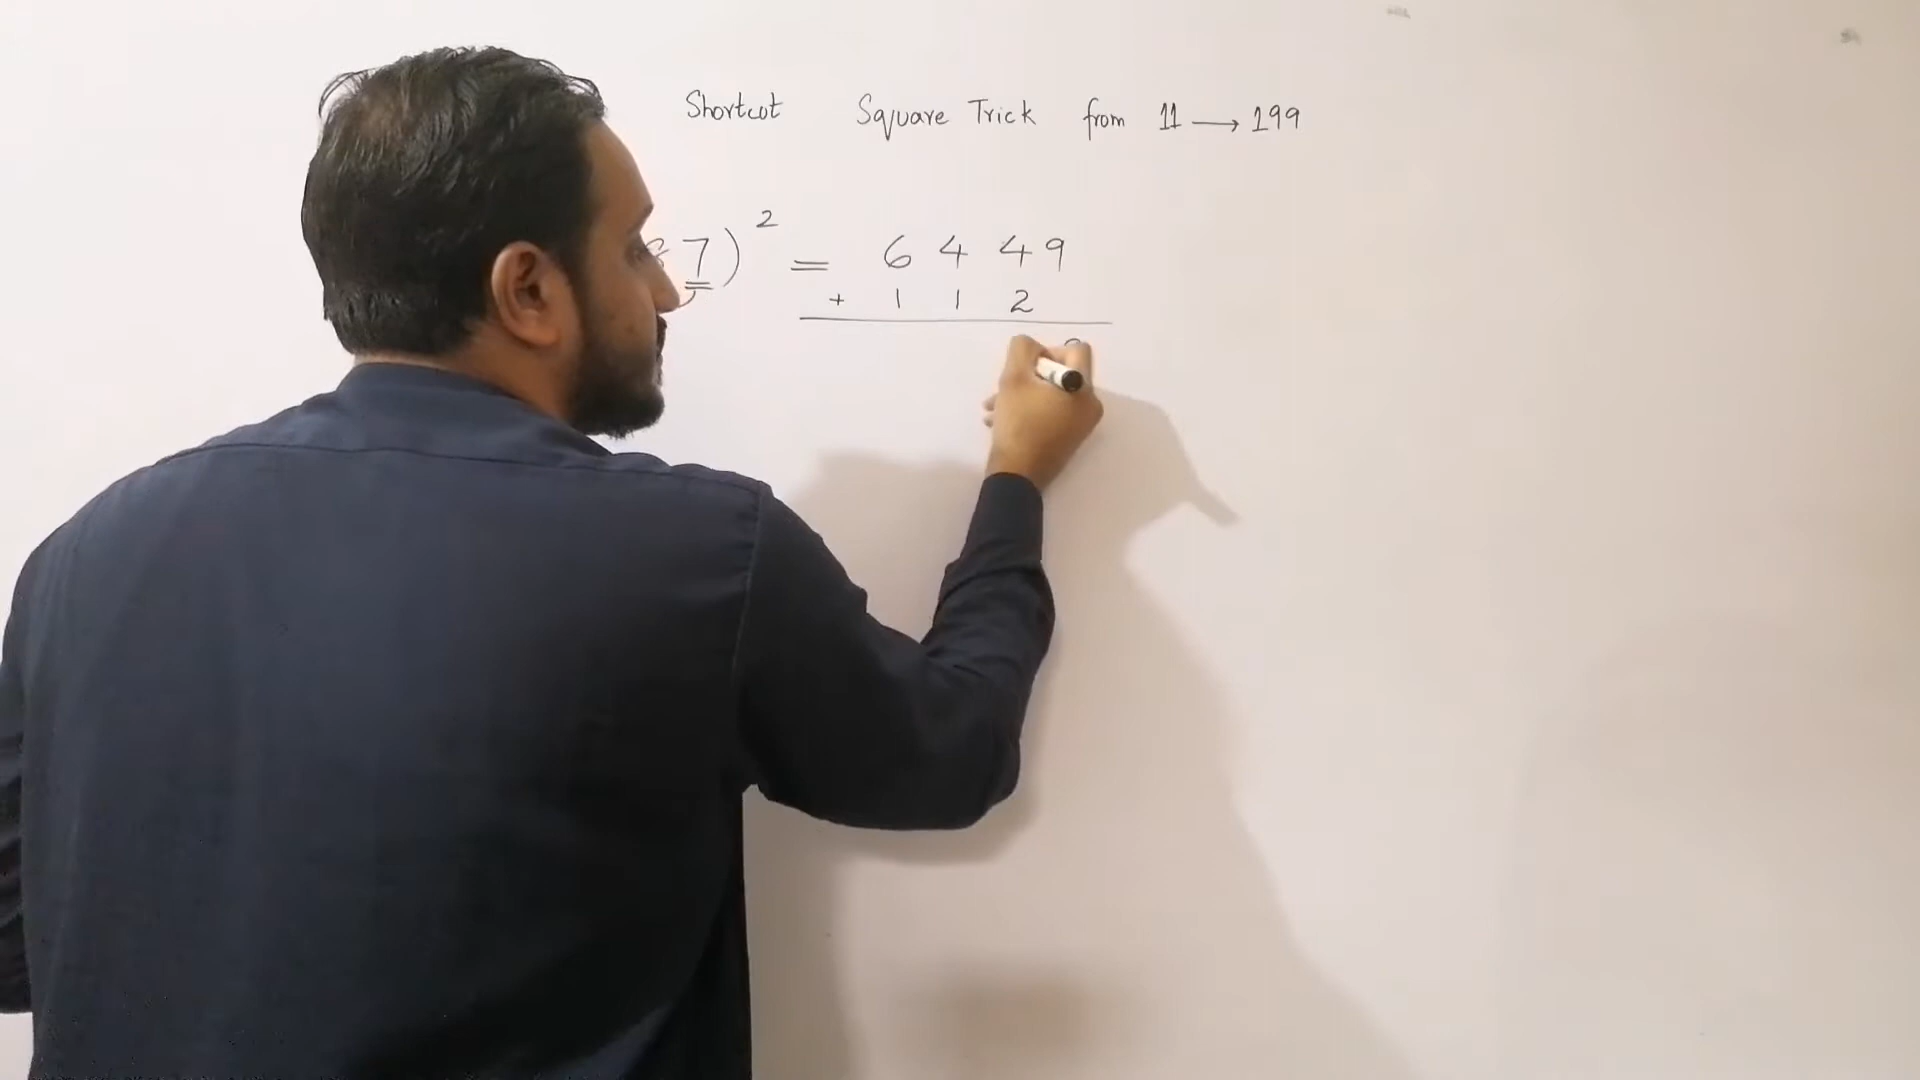 Shortcut Square Trick from 11 → 199
7)² = 6 4 4 9
+ 1 1 2